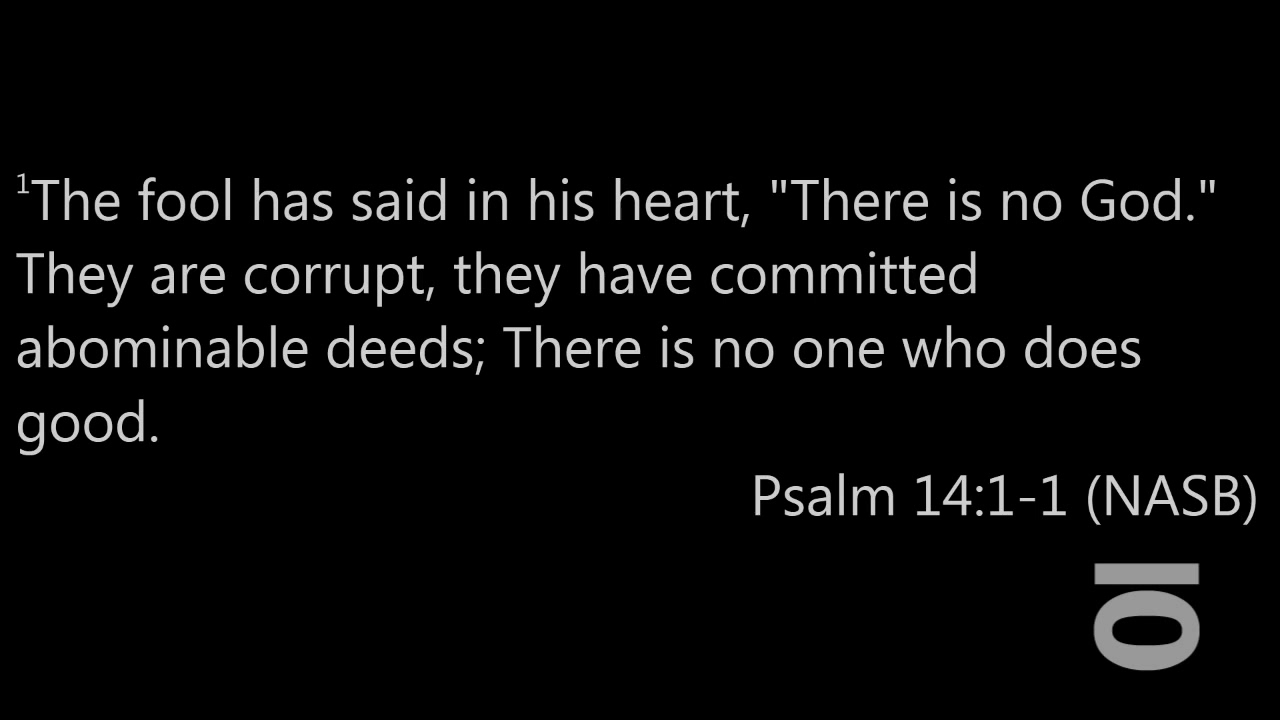 1The fool has said in his heart, "There is no God."
They are corrupt, they have committed
abominable deeds; There is no one who does
good.
Psalm 14:1-1 (NASB)